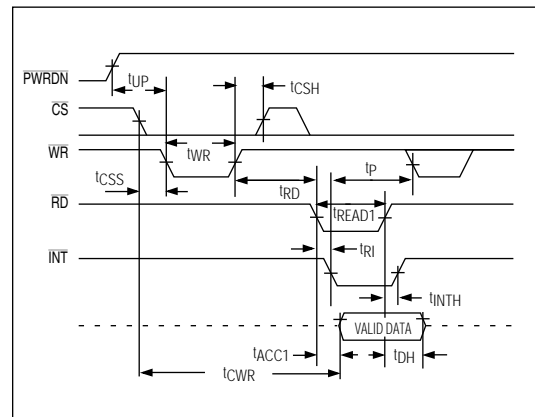 PWRDN
tUP
tCSH
CS
WR
tWR
tP
tCSS
tRD
RD
tREAD1
tRI
INT
tINTH
VALID DATA
tACC1
tDH
tCWR